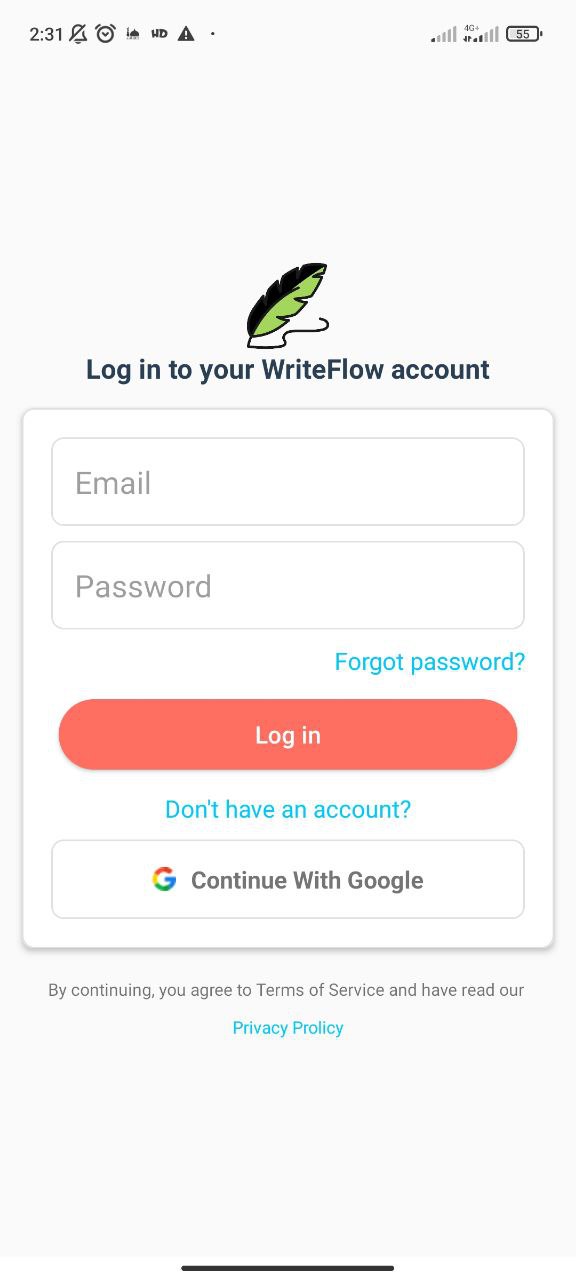 2:31 HD 4G+ 55
Log in to your WriteFlow account
Email
Password
Forgot password?
Log in
Don't have an account?
Continue With Google
By continuing, you agree to Terms of Service and have read our
Privacy Prolicy